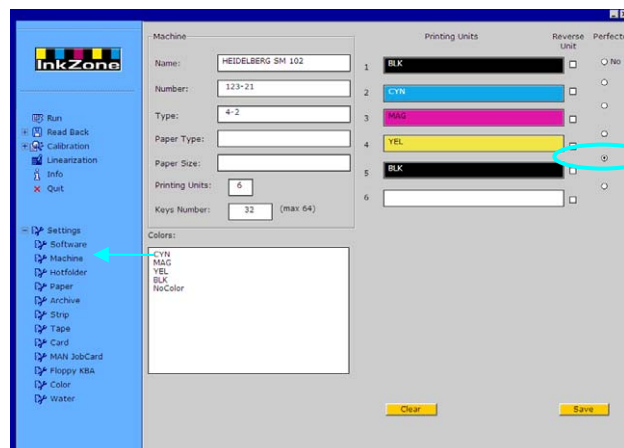 InkZone
Run
Read Back
Calibration
Linearization
Info
Quit
Settings
Software
Machine
Hotfolder
Paper
Archive
Strip
Tape
Card
MAN JobCard
Floppy KBA
Color
Water
Machine
Name: HEIDELBERG SM 102
Number: 123-21
Type: 4-2
Paper Type:
Paper Size:
Printing Units: 6
Keys Number: 32 (max 64)
Colors:
CYN
MAG
YEL
BLK
NoColor
Printing Units
Reverse
Unit
Perfecto
1 BLK
No
2 CYN
3 MAG
4 YEL
5 BLK
6
Clear
Save